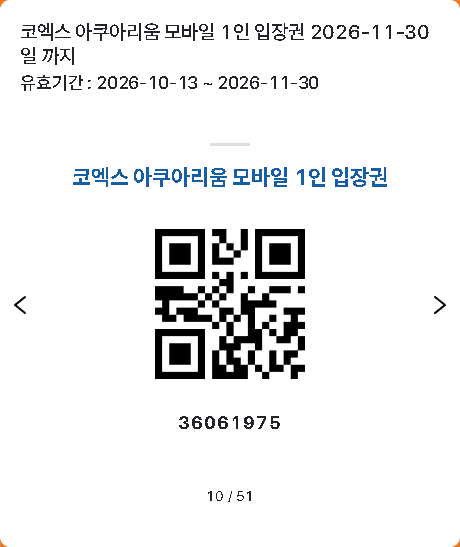 코엑스 아쿠아리움 모바일 1인 입장권 2026-11-30
일 까지
유효기간 : 2026-10-13 ~ 2026-11-30
코엑스 아쿠아리움 모바일 1인 입장권
36061975
10 / 51